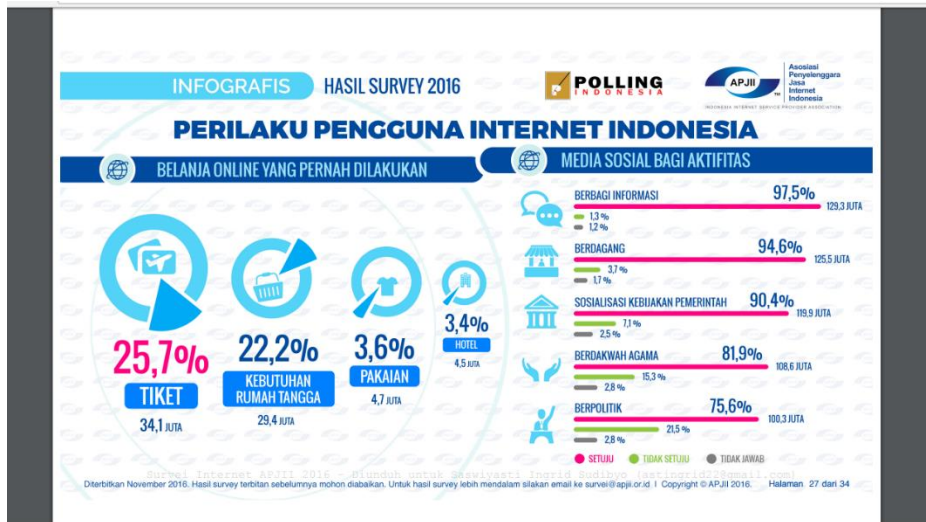 INFOGRAFIS
HASIL SURVEY 2016
POLLING
INDONESIA
APJII
TM
Asosiasi
Penyelenggara
Jasa
Internet
Indonesia
INDONESIA INTERNET SERVICE PROVIDER ASSOCIATION
PERILAKU PENGGUNA INTERNET INDONESIA
BELANJA ONLINE YANG PERNAH DILAKUKAN
25,7%
TIKET
34,1 JUTA
22,2%
KEBUTUHAN
RUMAH TANGGA
29,4 JUTA
3,6%
PAKAIAN
4,7 JUTA
3,4%
HOTEL
4,5 JUTA
MEDIA SOSIAL BAGI AKTIFITAS
BERBAGI INFORMASI 97,5%
129,3 JUTA
1,3 %
1,2 %
BERDAGANG 94,6%
125,5 JUTA
3,7 %
1,7 %
SOSIALISASI KEBIJAKAN PEMERINTAH 90,4%
119,9 JUTA
7,1 %
2,5 %
BERDAKWAH AGAMA 81,9%
108,6 JUTA
15,3 %
2,8 %
BERPOLITIK 75,6%
100,3 JUTA
21,5 %
2,8 %
SETUJU TIDAK SETUJU TIDAK JAWAB
Survei Internet APJII 2016 - Diunduh untuk Saswiyasti Ingrid Sudibyo (astingrid228gmail.com)
Diterbitkan November 2016. Hasil survey terbitan sebelumnya mohon diabaikan. Untuk hasil survey lebih mendalam silakan email ke survei@apjii.or.id | Copyright © APJII 2016. Halaman 27 dari 34